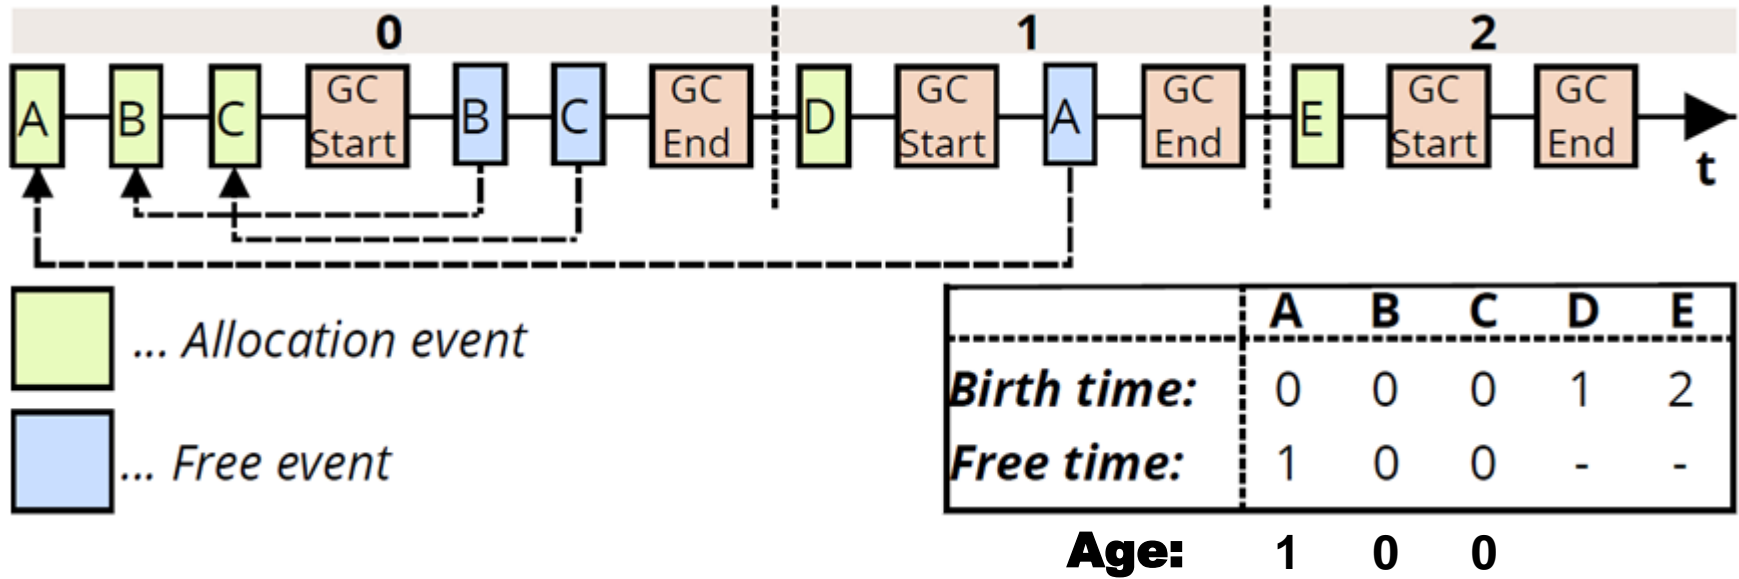 0 1 2
A B C GC Start B C GC End D GC Start A GC End E GC Start GC End
t
... Allocation event
... Free event
A B C D E
Birth time: 0 0 0 1 2
Free time: 1 0 0 - -
Age: 1 0 0